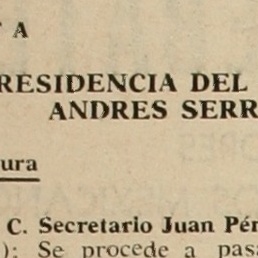 T A
RESIDENCIA DEL
ANDRES SERR
ura
C. Secretario Juan Pér
): Se procede a pasa